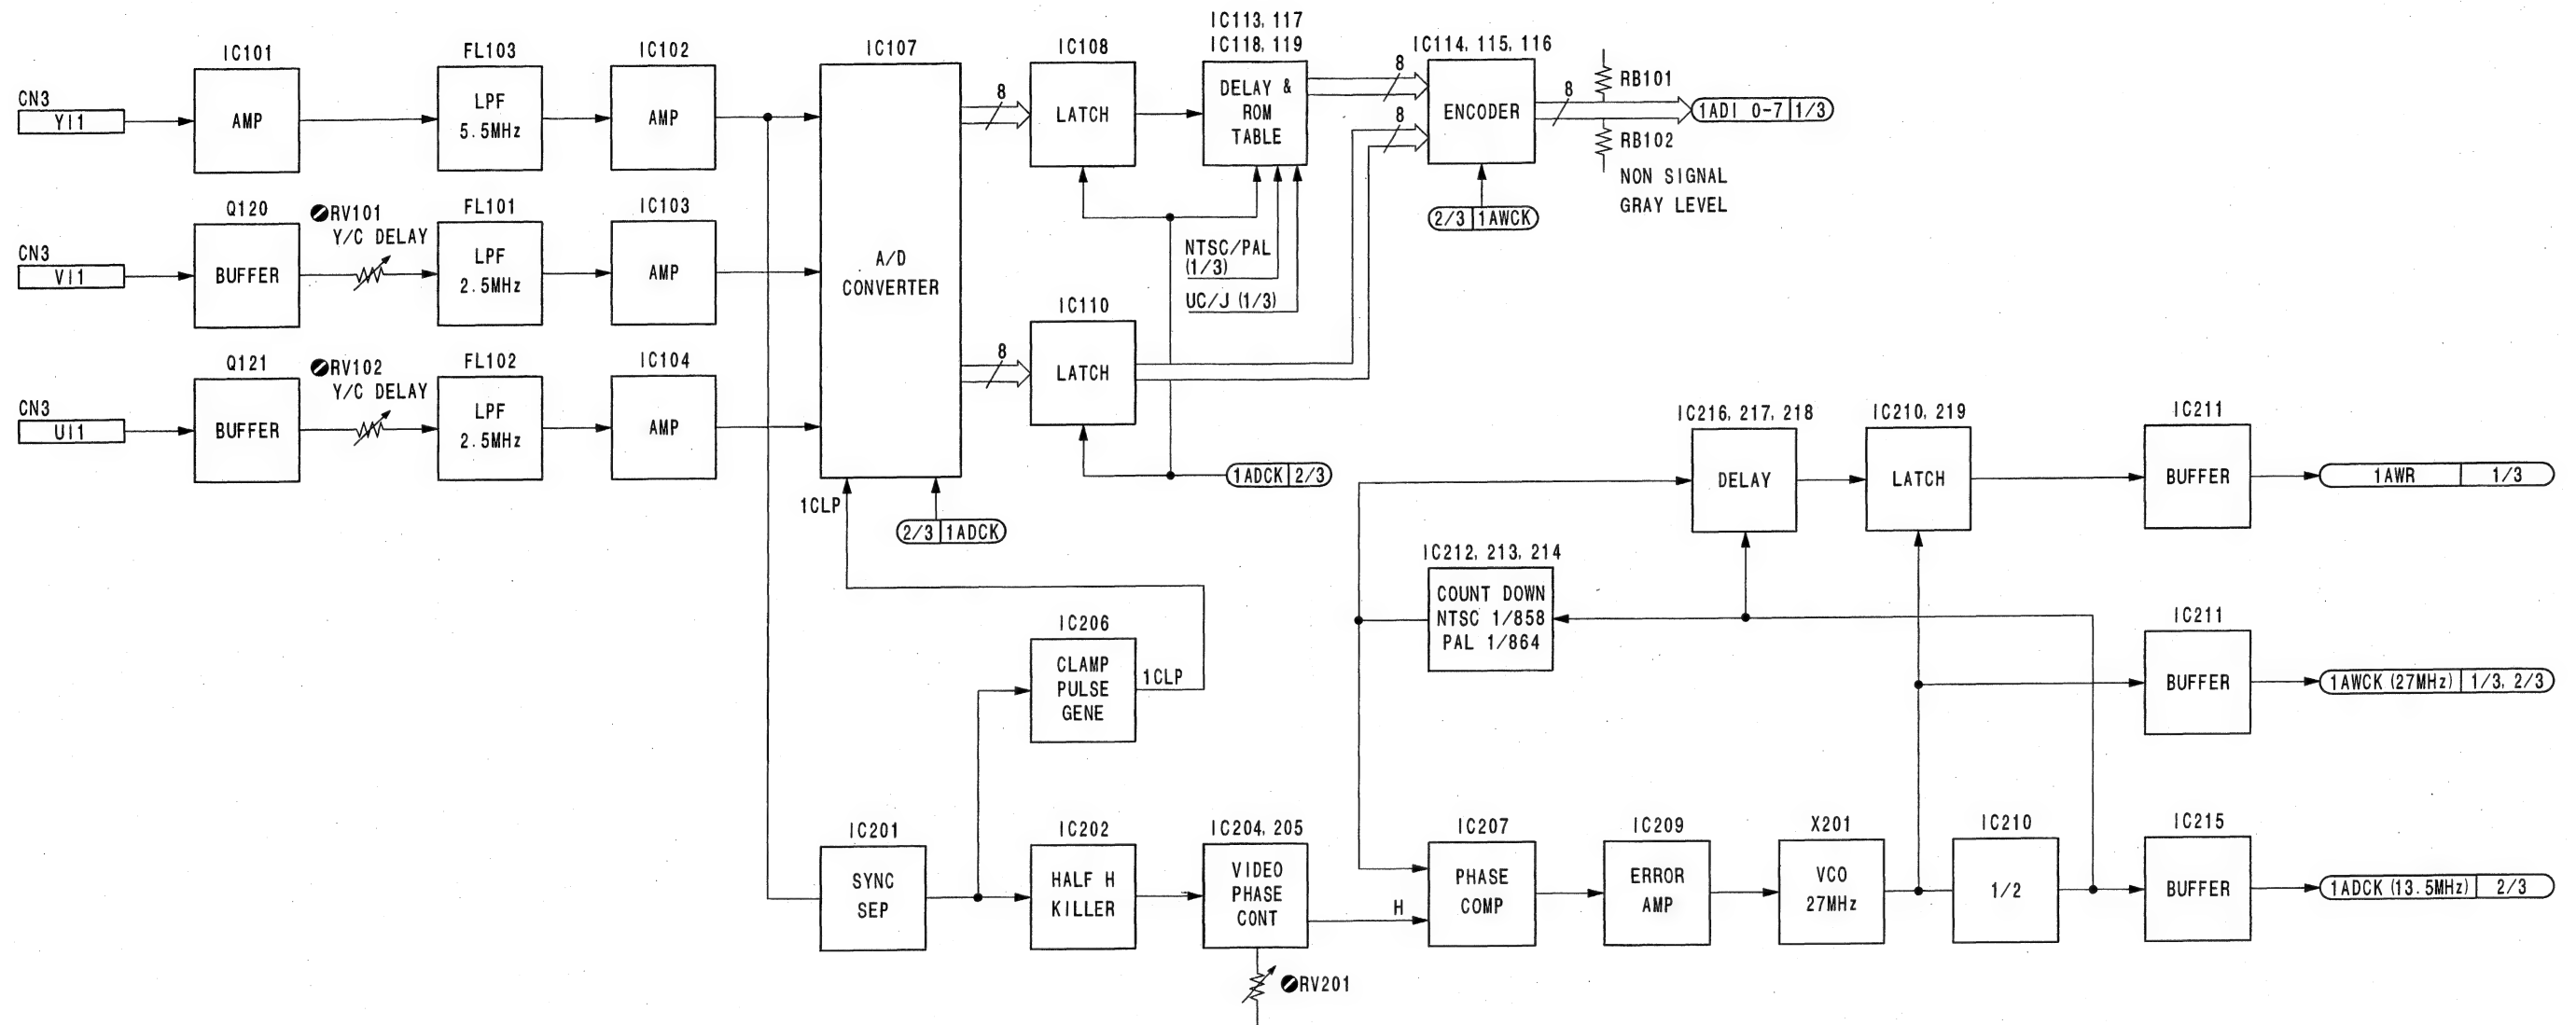 CN3
YI1
IC101
AMP
FL103
LPF
5.5MHz
IC102
AMP
CN3
VI1
Q120
BUFFER
RV101
Y/C DELAY
FL101
LPF
2.5MHz
IC103
AMP
CN3
UI1
Q121
BUFFER
RV102
Y/C DELAY
FL102
LPF
2.5MHz
IC104
AMP
IC107
A/D
CONVERTER
1CLP
2/3 1ADCK
8
IC108
LATCH
8
IC110
LATCH
1ADCK 2/3
IC113, 117
IC118, 119
DELAY &
ROM
TABLE
NTSC/PAL
(1/3)
UC/J (1/3)
8
8
IC114, 115, 116
ENCODER
2/3 1AWCK
8
RB101
1ADI 0-7 1/3
RB102
NON SIGNAL
GRAY LEVEL
IC206
CLAMP
PULSE
GENE
1CLP
IC201
SYNC
SEP
IC202
HALF H
KILLER
IC204, 205
VIDEO
PHASE
CONT
RV201
H
IC216, 217, 218
DELAY
IC210, 219
LATCH
IC211
BUFFER
1AWR 1/3
IC212, 213, 214
COUNT DOWN
NTSC 1/858
PAL 1/864
IC211
BUFFER
1AWCK (27MHz) 1/3, 2/3
IC207
PHASE
COMP
IC209
ERROR
AMP
X201
VCO
27MHz
IC210
1/2
IC215
BUFFER
1ADCK (13.5MHz) 2/3